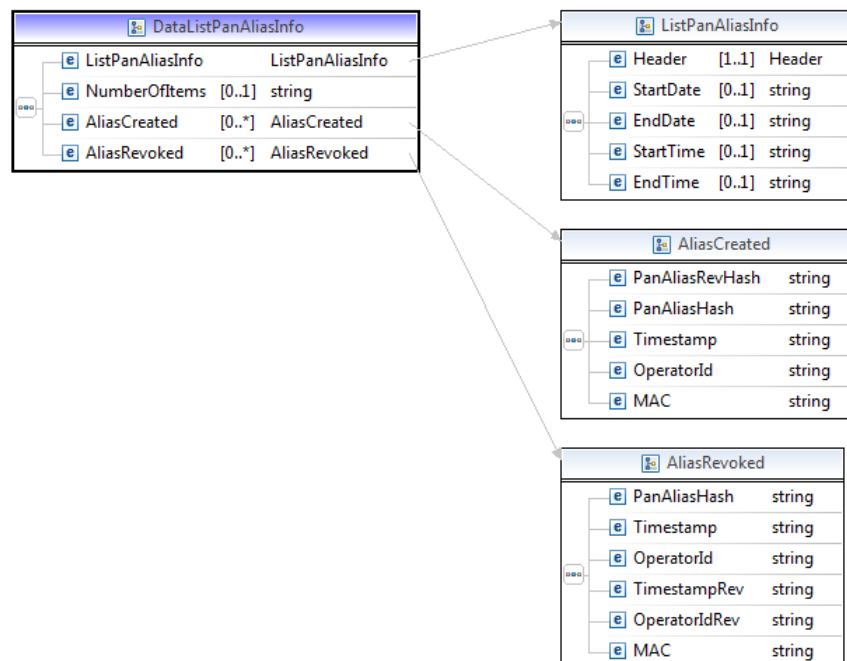 DataListPanAliasInfo
e ListPanAliasInfo ListPanAliasInfo
e NumberOfItems [0..1] string
e AliasCreated [0..*] AliasCreated
e AliasRevoked [0..*] AliasRevoked
ListPanAliasInfo
e Header [1..1] Header
e StartDate [0..1] string
e EndDate [0..1] string
e StartTime [0..1] string
e EndTime [0..1] string
AliasCreated
e PanAliasRevHash string
e PanAliasHash string
e Timestamp string
e OperatorId string
e MAC string
AliasRevoked
e PanAliasHash string
e Timestamp string
e OperatorId string
e TimestampRev string
e OperatorIdRev string
e MAC string